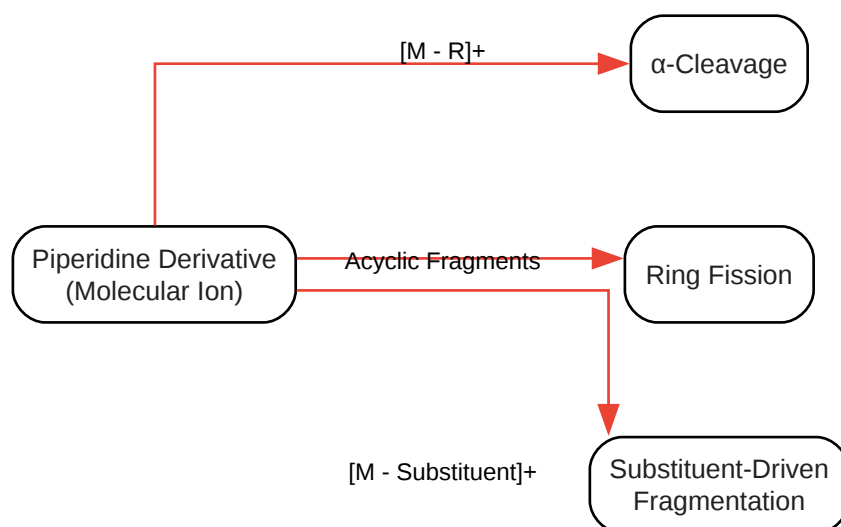 [M - R]+
α-Cleavage
Piperidine Derivative
(Molecular Ion)
Acyclic Fragments
Ring Fission
[M - Substituent]+
Substituent-Driven
Fragmentation